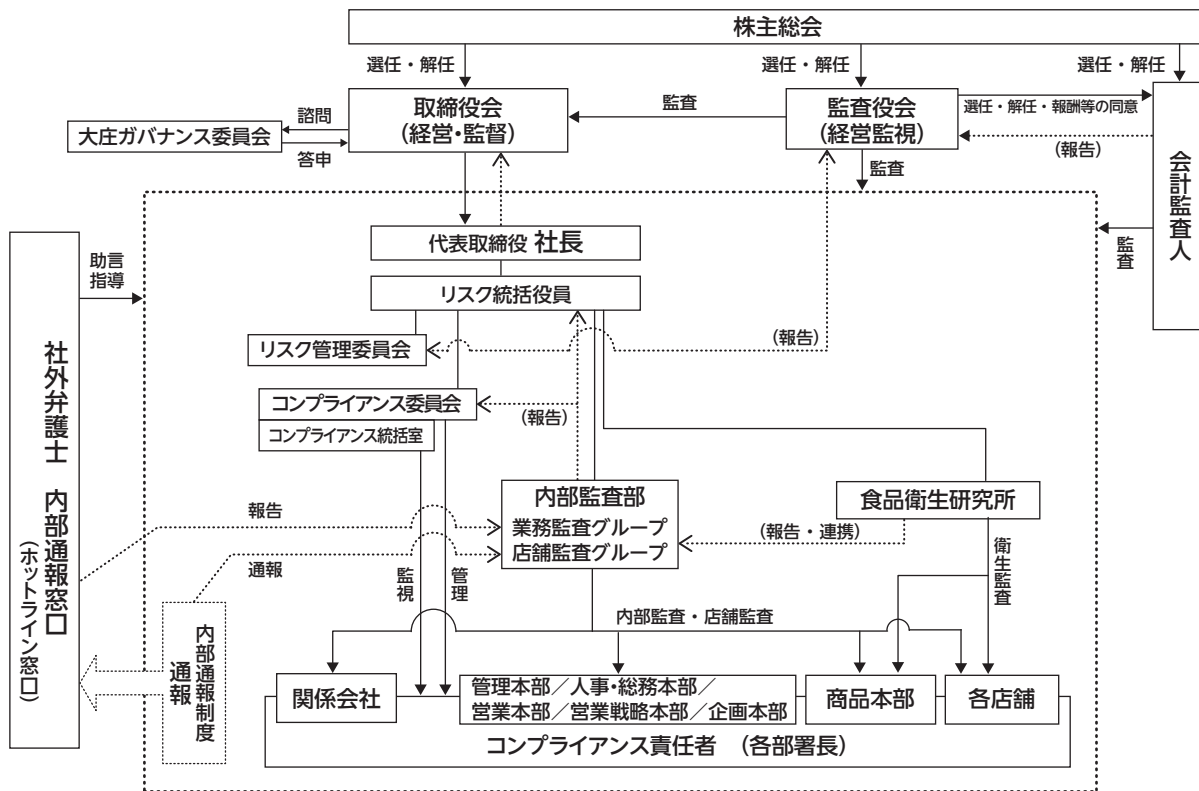 株主総会
選任・解任
選任・解任
選任・解任
取締役会
(経営・監督)
監査
監査役会
(経営監視)
選任・解任・報酬等の同意
(報告)
諮問
大庄ガバナンス委員会
答申
監査
会計監査人
監査
代表取締役 社長
助言
指導
リスク統括役員
リスク管理委員会
(報告)
コンプライアンス委員会
(報告)
コンプライアンス統括室
社外弁護士 内部通報窓口
(ホットライン窓口)
内部監査部
業務監査グループ
店舗監査グループ
食品衛生研究所
報告
(報告・連携)
通報
監視
管理
衛生監査
内部監査・店舗監査
内部通報制度
通報
関係会社
管理本部/人事・総務本部/
営業本部/営業戦略本部/企画本部
商品本部
各店舗
コンプライアンス責任者 (各部署長)